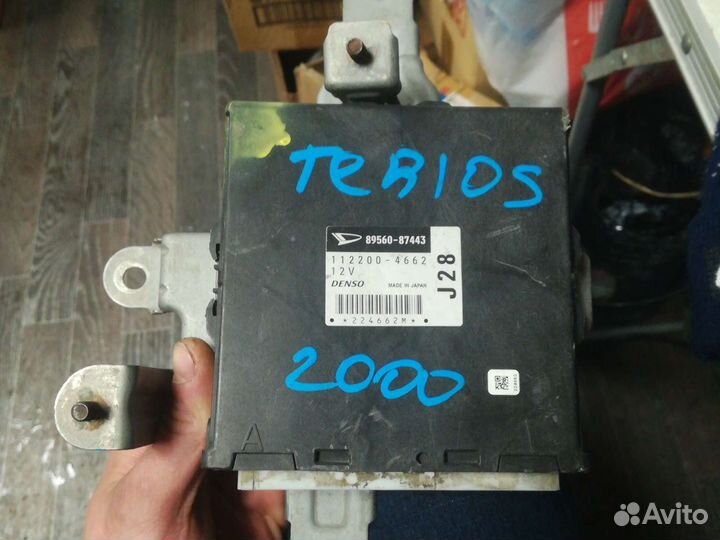 TERIOS
89560-87443
112200-4662
12V
DENSO MADE IN JAPAN
J28
*224662M*
2000
A
Avito